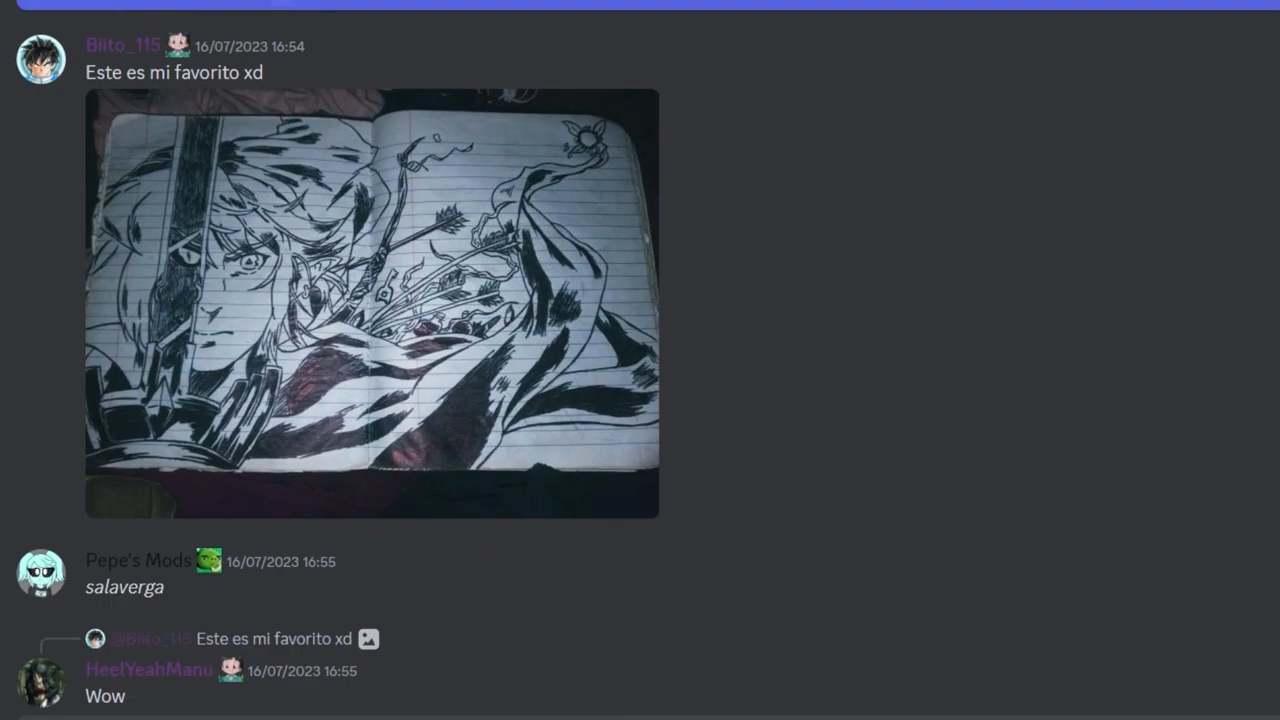 Bilto_115 16/07/2023 16:54
Este es mi favorito xd
Pepe's Mods 16/07/2023 16:55
salaverga
@Bilto_115 Este es mi favorito xd
HeelYeahManu 16/07/2023 16:55
Wow